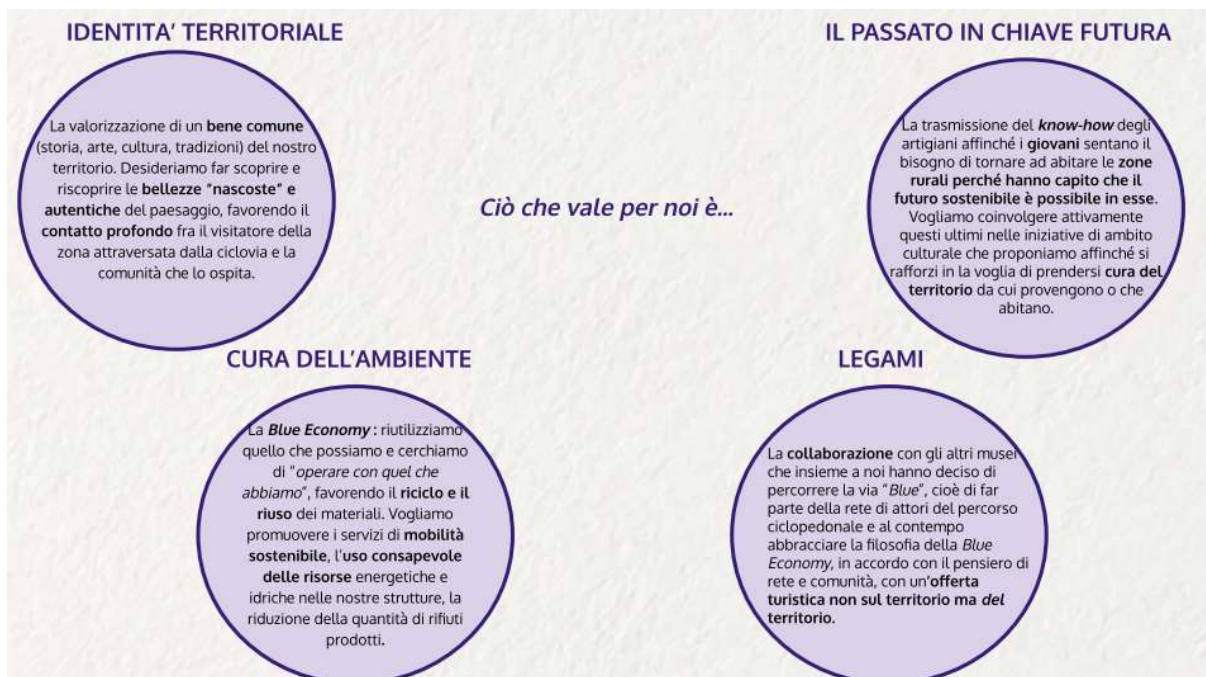 IDENTITA' TERRITORIALE
La valorizzazione di un bene comune
(storia, arte, cultura, tradizioni) del nostro
territorio. Desideriamo far scoprire e
riscoprire le bellezze "nascoste" e
autentiche del paesaggio, favorendo il
contatto profondo fra il visitatore della
zona attraversata dalla ciclovia e la
comunità che lo ospita.
Ciò che vale per noi è...
IL PASSATO IN CHIAVE FUTURA
La trasmissione del know-how degli
artigiani affinché i giovani sentano il
bisogno di tornare ad abitare le zone
rurali perché hanno capito che il
futuro sostenibile è possibile in esse.
Vogliamo coinvolgere attivamente
questi ultimi nelle iniziative di ambito
culturale che proponiamo affinché si
rafforzi in la voglia di prendersi cura del
territorio da cui provengono o che
abitano.
CURA DELL'AMBIENTE
La Blue Economy : riutilizziamo
quello che possiamo e cerchiamo
di "operare con quel che
abbiamo", favorendo il riciclo e il
riuso dei materiali. Vogliamo
promuovere i servizi di mobilità
sostenibile, l'uso consapevole
delle risorse energetiche e
idriche nelle nostre strutture, la
riduzione della quantità di rifiuti
prodotti.
LEGAMI
La collaborazione con gli altri musei
che insieme a noi hanno deciso di
percorrere la via "Blue", cioè di far
parte della rete di attori del percorso
ciclopedonale e al contempo
abbracciare la filosofia della Blue
Economy, in accordo con il pensiero di
rete e comunità, con un'offerta
turistica non sul territorio ma del
territorio.